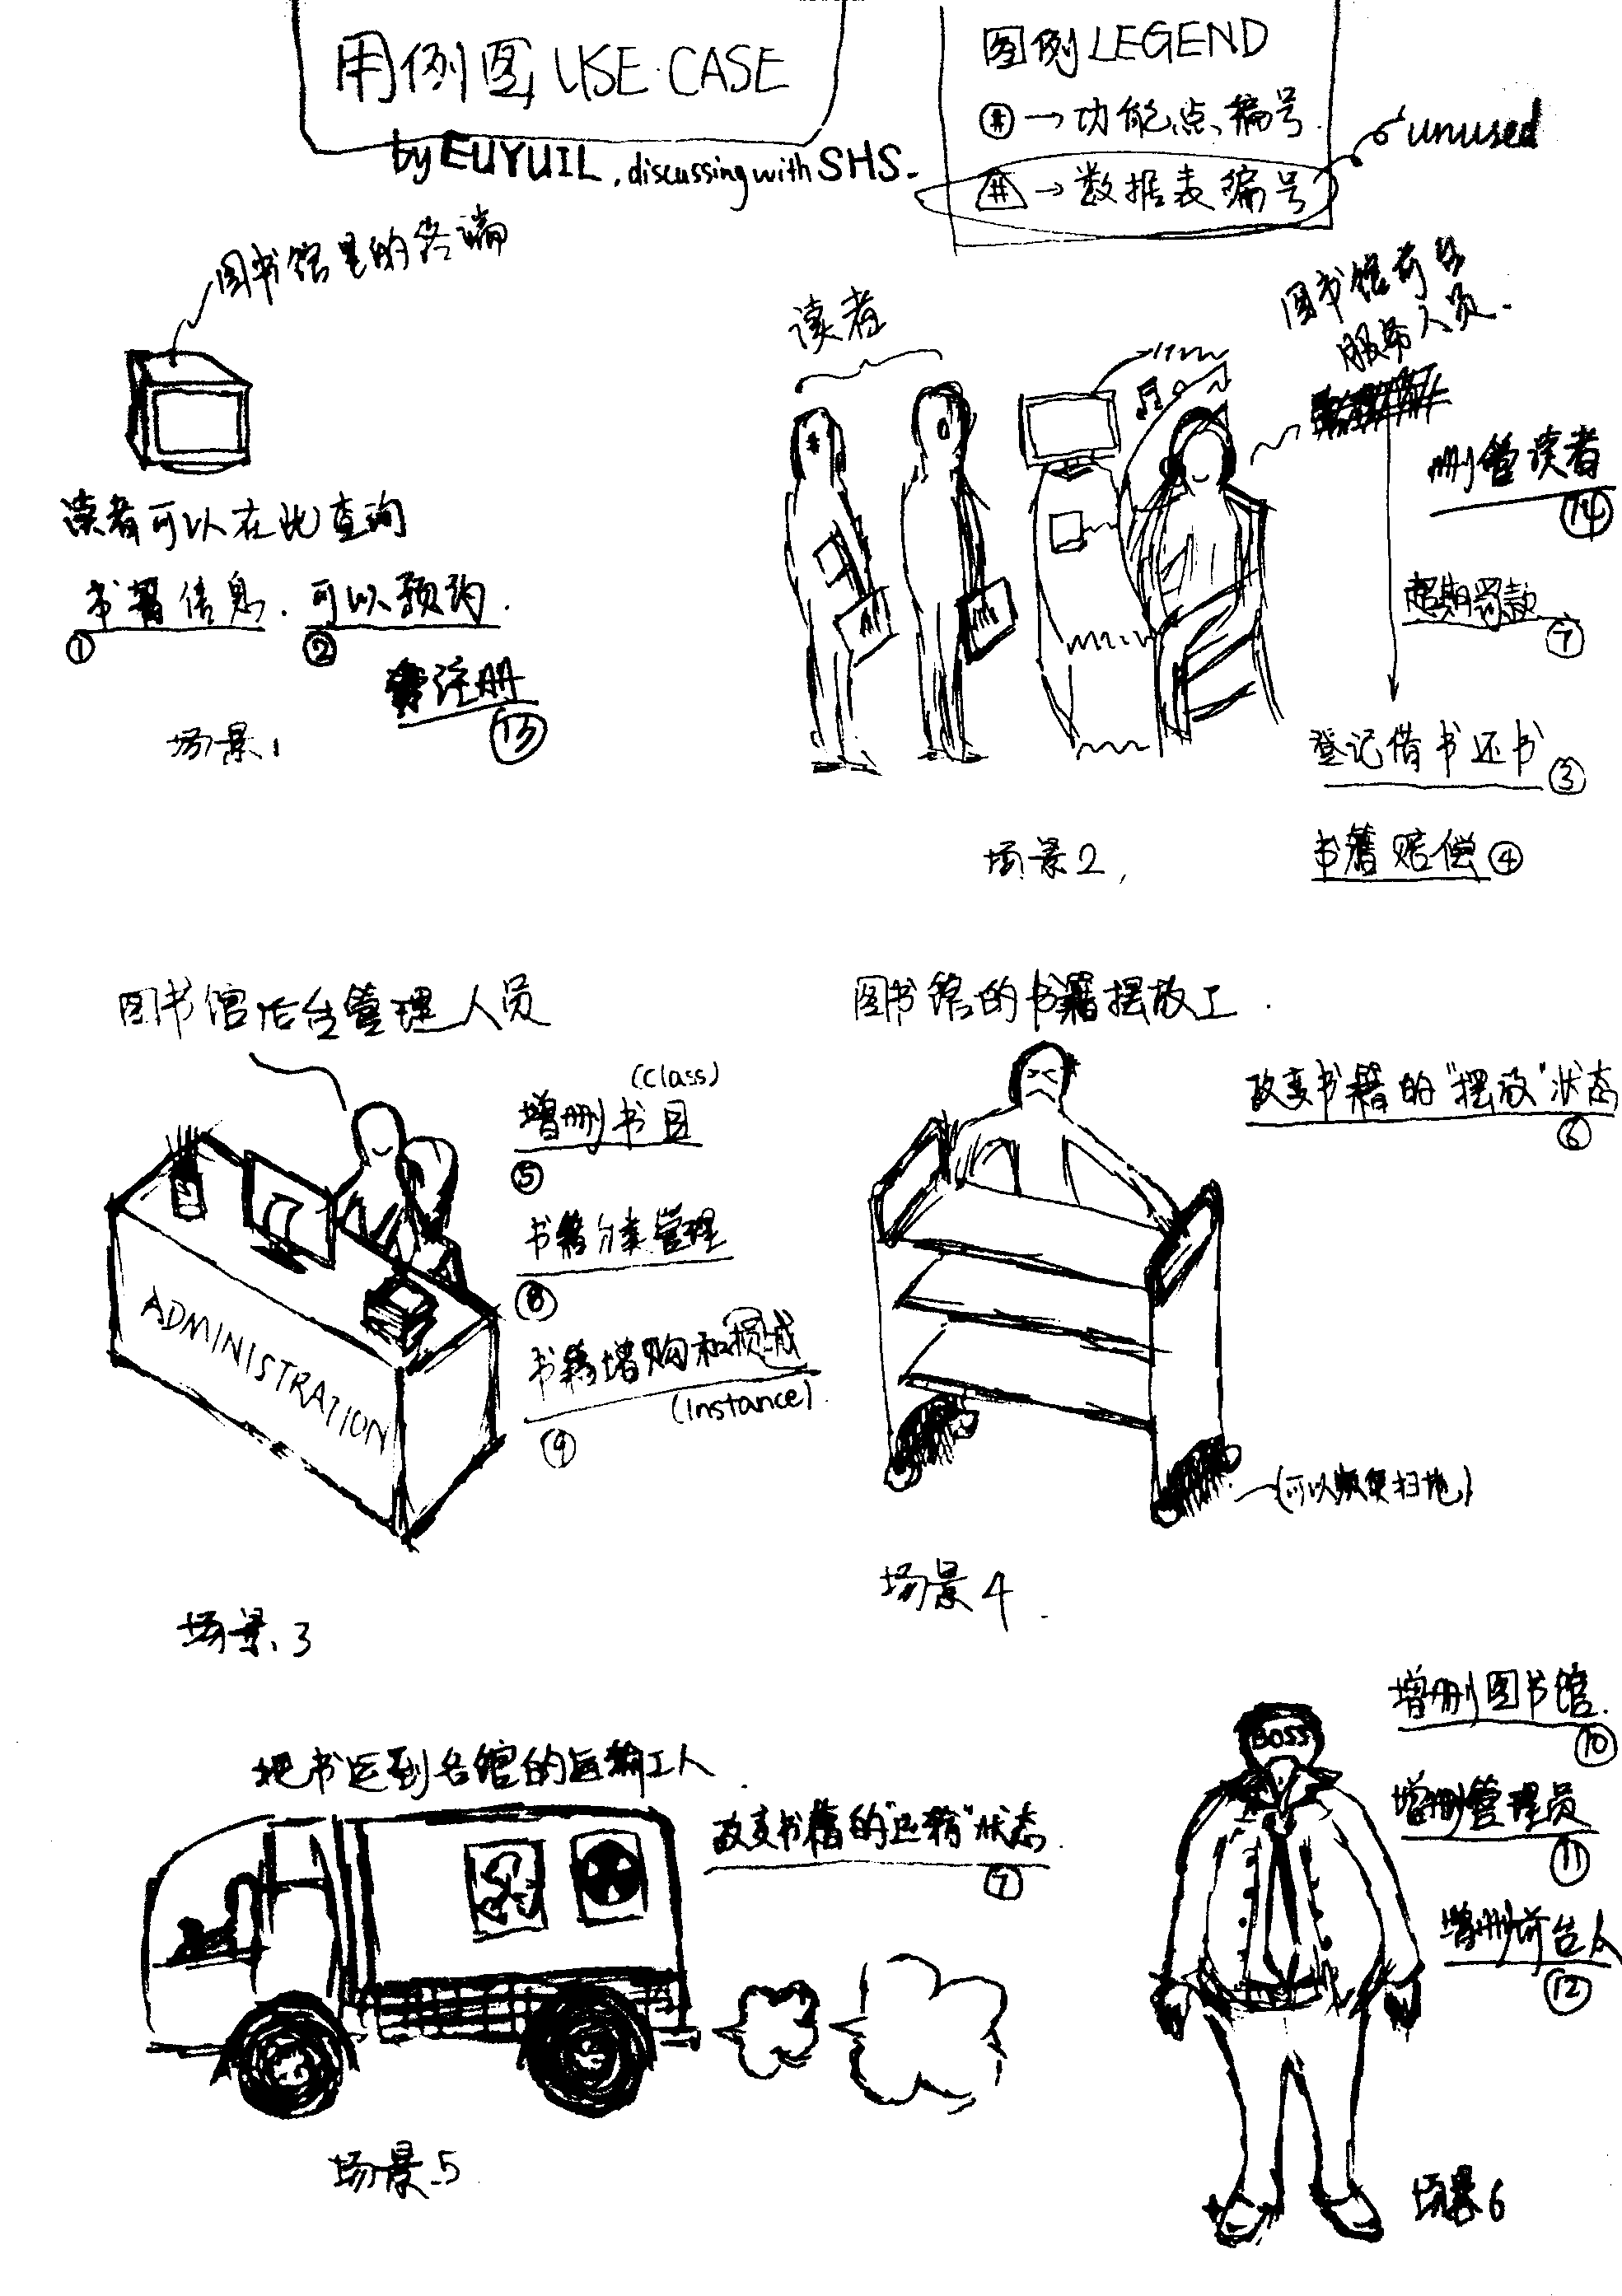 用例图 USE CASE
by EUYUIL, discussing with SHS.
图例 LEGEND
# → 功能点编号
# → 数据表编号
unused
图书馆里的终端
读者可以在此查询
书籍信息. 可以预约.
① ②
注册
⑬
场景1
读者
图书馆前台
服务人员.
删管读者
⑭
超期罚款
⑦
登记借书还书 ③
书籍赔偿 ④
场景2
图书馆后台管理人员
(class)
增删书目
⑤
书籍分类管理
⑧
书籍增购和损减
(instance)
⑨
ADMINISTRATION
场景3
图书馆的书籍摆放工.
改变书籍的"摆放"状态
⑥
(可以顺便扫地)
场景4
把书运到各馆的运输工人.
改变书籍的"运输"状态.
⑦
场景5
BOSS
增删图书馆.
⑩
增删管理员
⑪
增删前台人
⑫
场景6